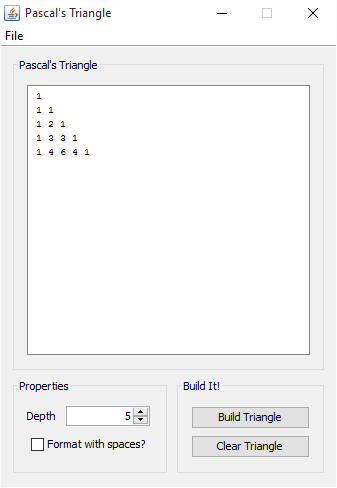 Pascal's Triangle
File
Pascal's Triangle
1
1 1
1 2 1
1 3 3 1
1 4 6 4 1
Properties
Depth 5
Format with spaces?
Build It!
Build Triangle
Clear Triangle